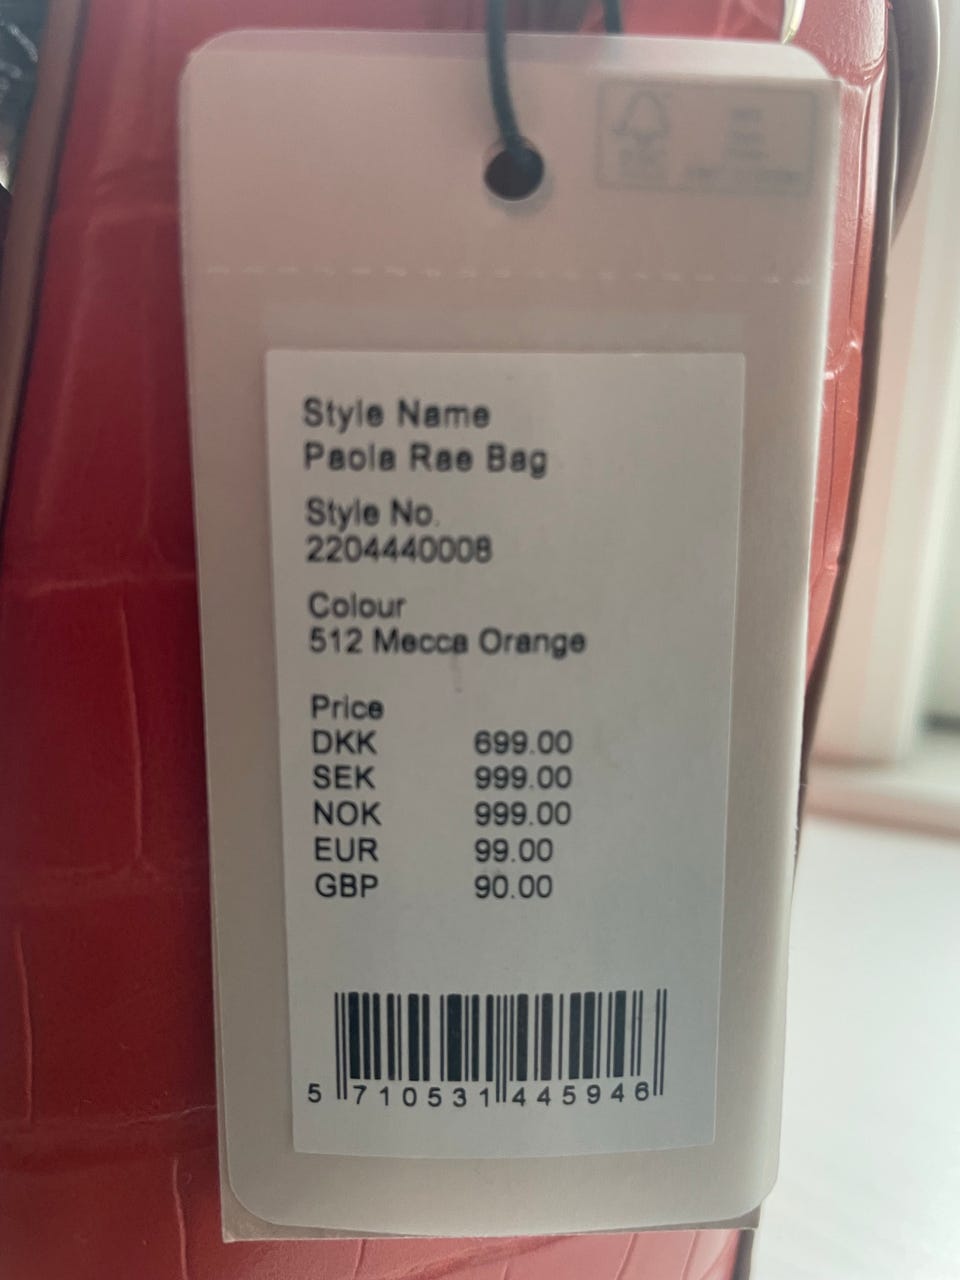 Style Name
Paola Rae Bag
Style No.
2204440008
Colour
512 Mecca Orange
Price
DKK 699.00
SEK 999.00
NOK 999.00
EUR 99.00
GBP 90.00
5 710531 445946